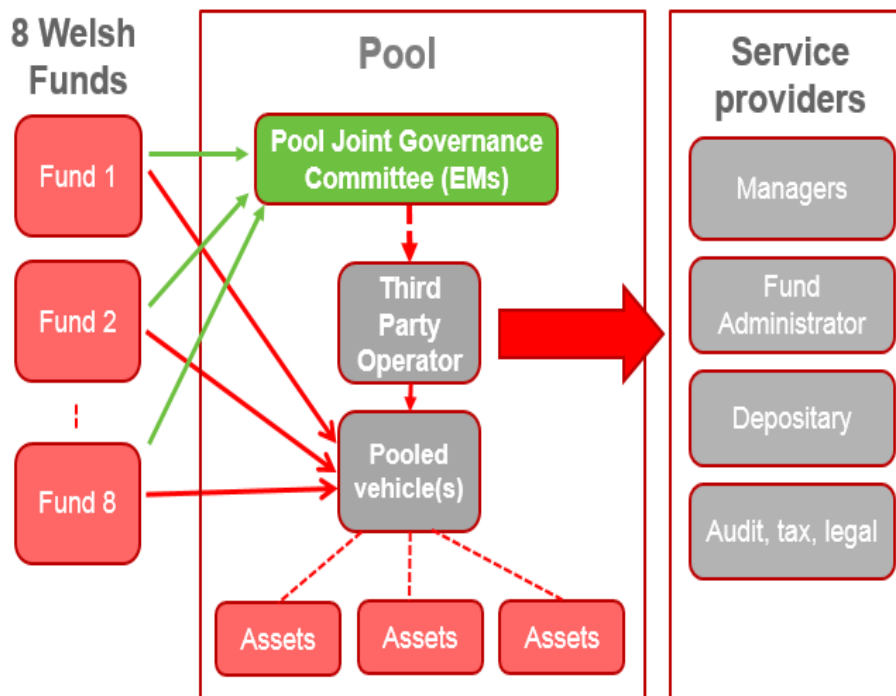 8 Welsh
Funds
Fund 1
Fund 2
Fund 8
Pool
Pool Joint Governance
Committee (EMs)
Third
Party
Operator
Pooled
vehicle(s)
Assets
Assets
Assets
Service
providers
Managers
Fund
Administrator
Depositary
Audit, tax, legal